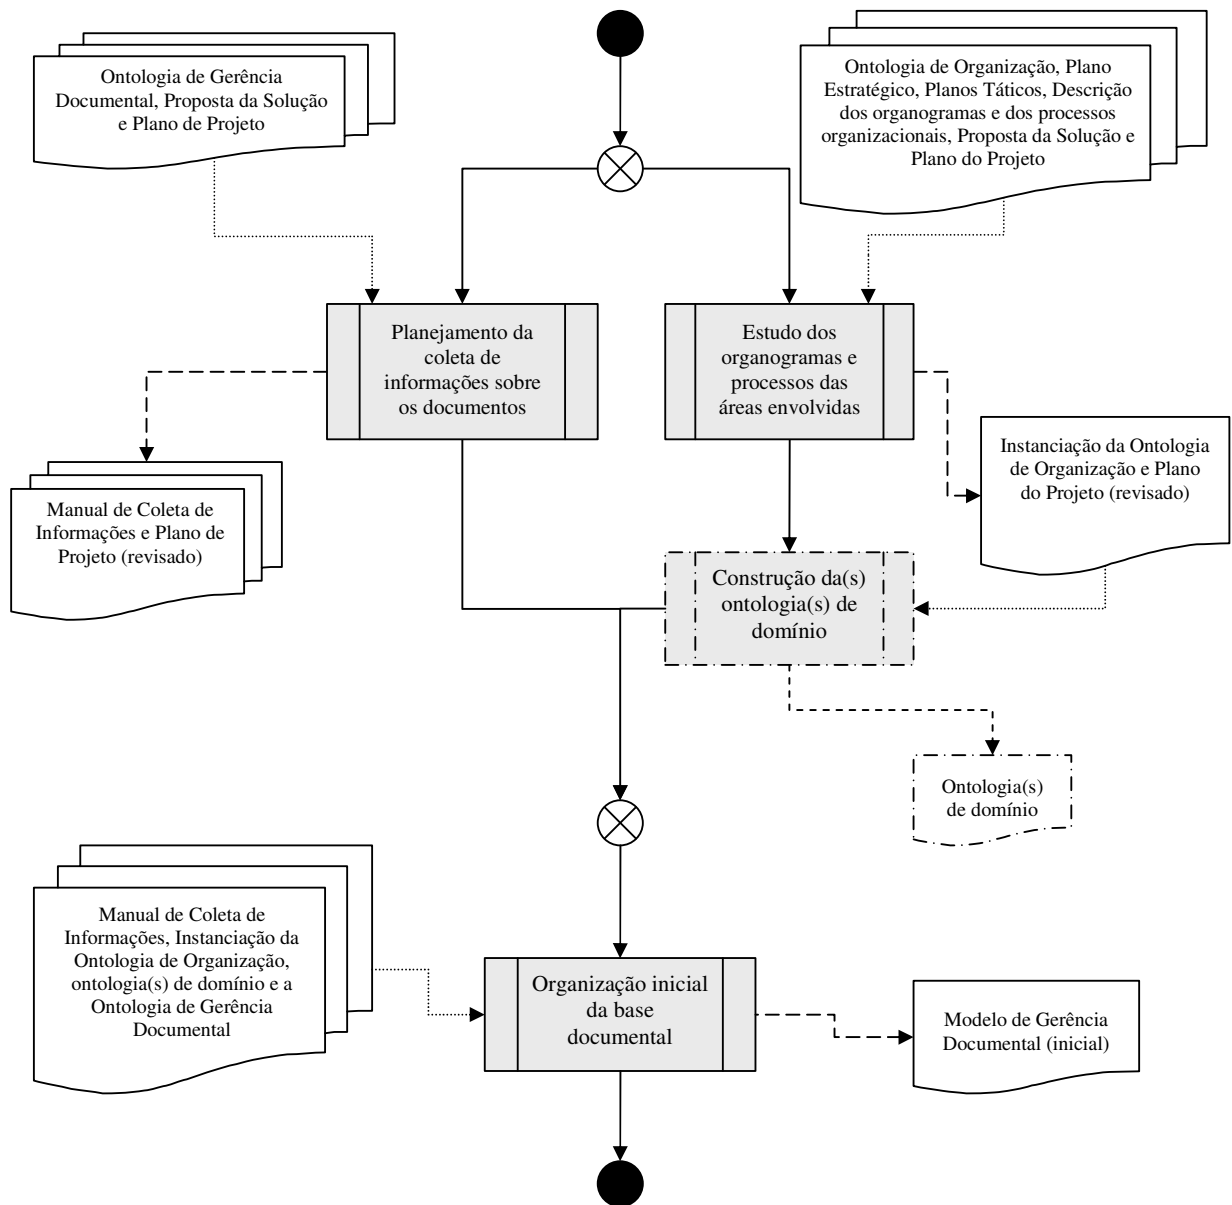 Ontologia de Gerência
Documental, Proposta da Solução
e Plano de Projeto
Ontologia de Organização, Plano
Estratégico, Planos Táticos, Descrição
dos organogramas e dos processos
organizacionais, Proposta da Solução e
Plano do Projeto
Planejamento da
coleta de
informações sobre
os documentos
Estudo dos
organogramas e
processos das
áreas envolvidas
Manual de Coleta de
Informações e Plano de
Projeto (revisado)
Instanciação da Ontologia
de Organização e Plano
do Projeto (revisado)
Construção da(s)
ontologia(s) de
domínio
Ontologia(s)
de domínio
Manual de Coleta de
Informações, Instanciação da
Ontologia de Organização,
ontologia(s) de domínio e a
Ontologia de Gerência
Documental
Organização inicial
da base
documental
Modelo de Gerência
Documental (inicial)